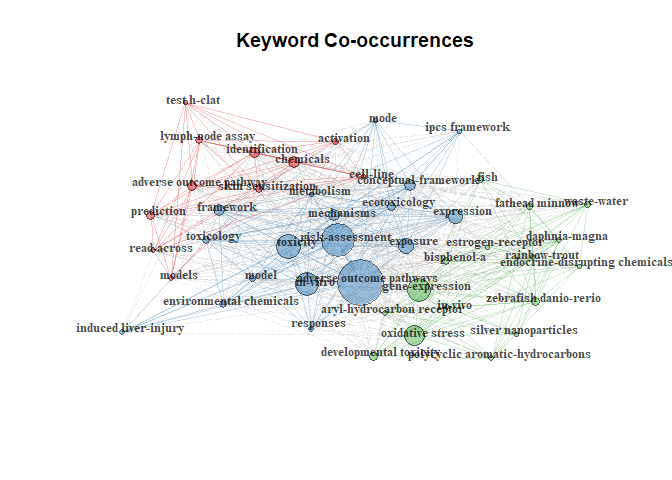 Keyword Co-occurrences
test h-clat
mode
ipcs framework
lymph-node assay
activation
identification
chemicals
cell-line
fish
conceptual-framework
adverse outcome pathway
skin sensitization
metabolism
ecotoxicology
fathead minnow
waste-water
prediction
framework
mechanisms
expression
toxicology
risk-assessment
daphnia-magna
read-across
toxicity
exposure
estrogen-receptor
bisphenol-a
rainbow-trout
endocrine-disrupting chemicals
models
model
adverse outcome pathways
in-vitro
gene-expression
environmental chemicals
aryl-hydrocarbon receptor
in-vivo
zebrafish danio-rerio
induced liver-injury
responses
oxidative stress
silver nanoparticles
developmental toxicity
polycyclic aromatic-hydrocarbons